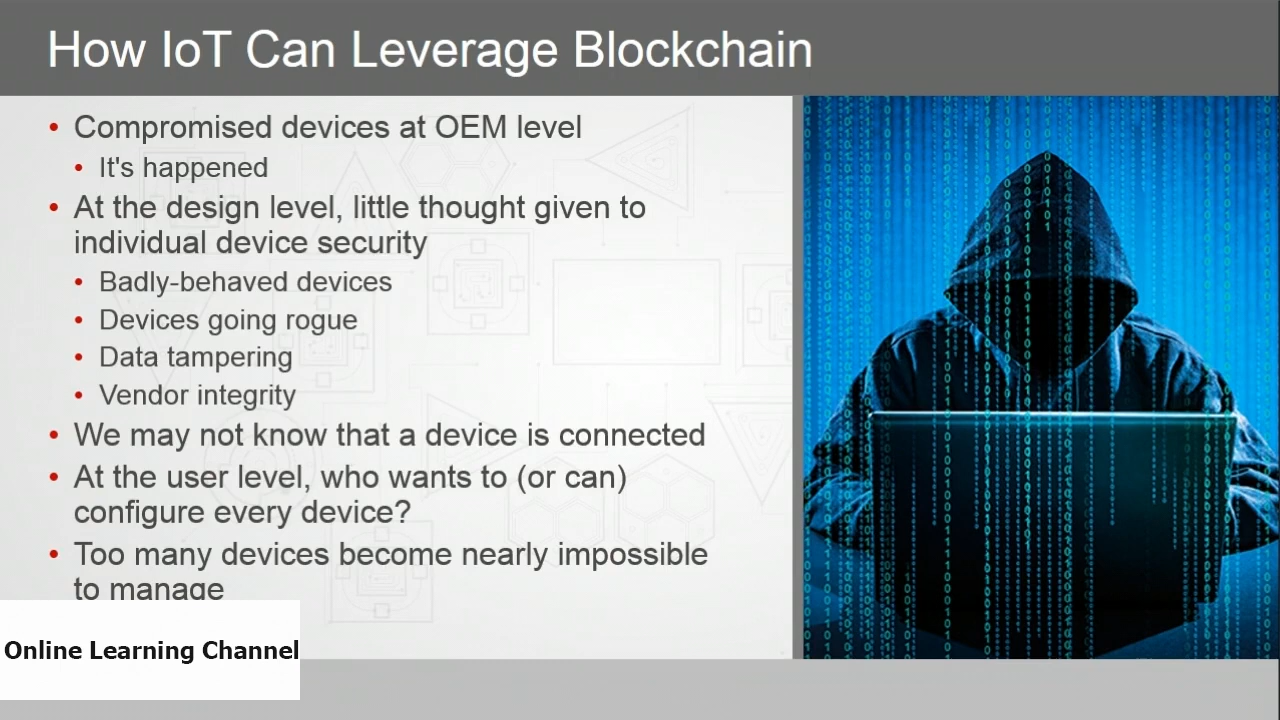 How IoT Can Leverage Blockchain
• Compromised devices at OEM level
• It's happened
• At the design level, little thought given to
individual device security
• Badly-behaved devices
• Devices going rogue
• Data tampering
• Vendor integrity
• We may not know that a device is connected
• At the user level, who wants to (or can)
configure every device?
• Too many devices become nearly impossible
to manage
Online Learning Channel